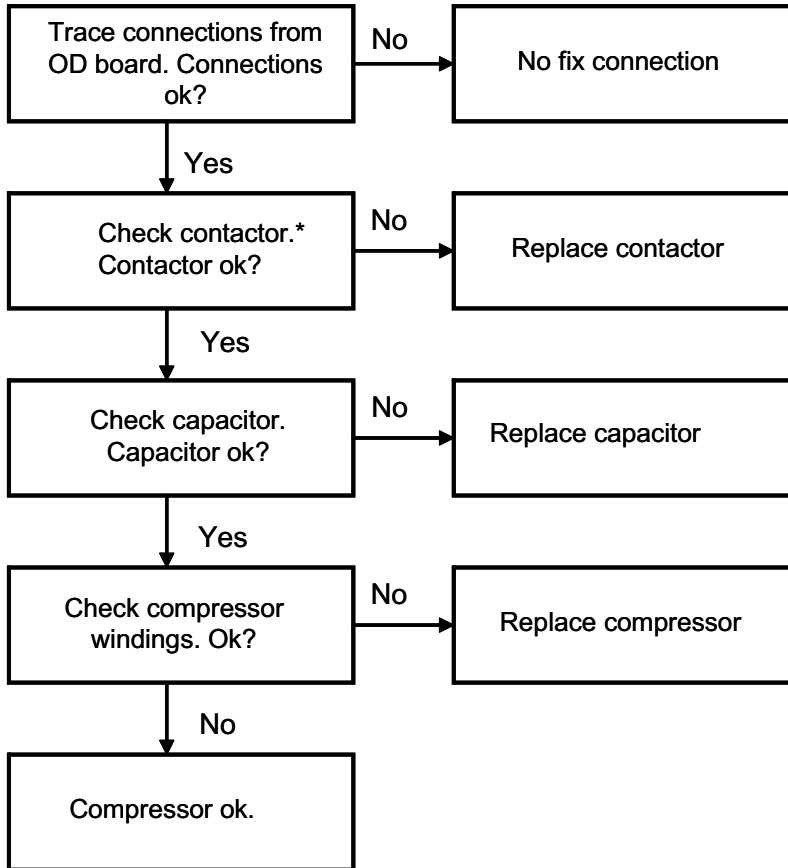 Trace connections from
OD board. Connections
ok?
No
No fix connection
Yes
Check contactor.*
Contactor ok?
No
Replace contactor
Yes
Check capacitor.
Capacitor ok?
No
Replace capacitor
Yes
Check compressor
windings. Ok?
No
Replace compressor
No
Compressor ok.